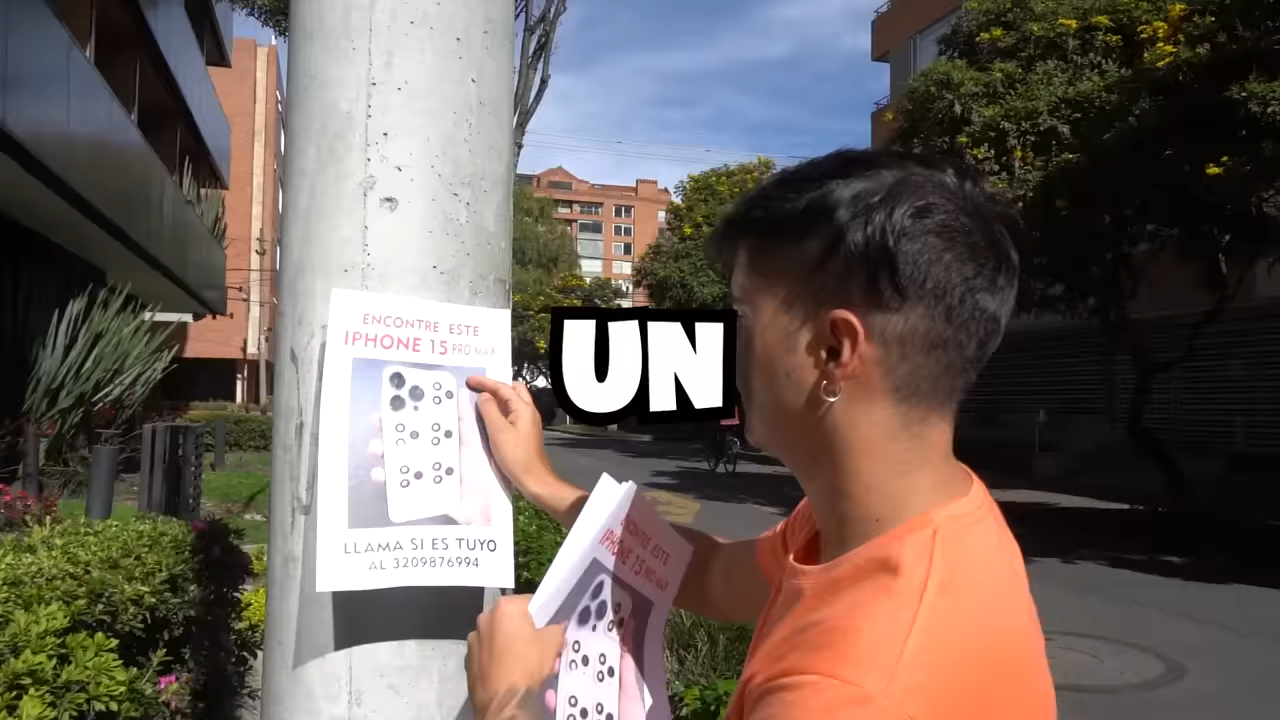 ENCONTRE ESTE
IPHONE 15 PRO MAX
LLAMA SI ES TUYO
AL 3209876994
UN
ENCONTRE ESTE
IPHONE 15 PRO MAX